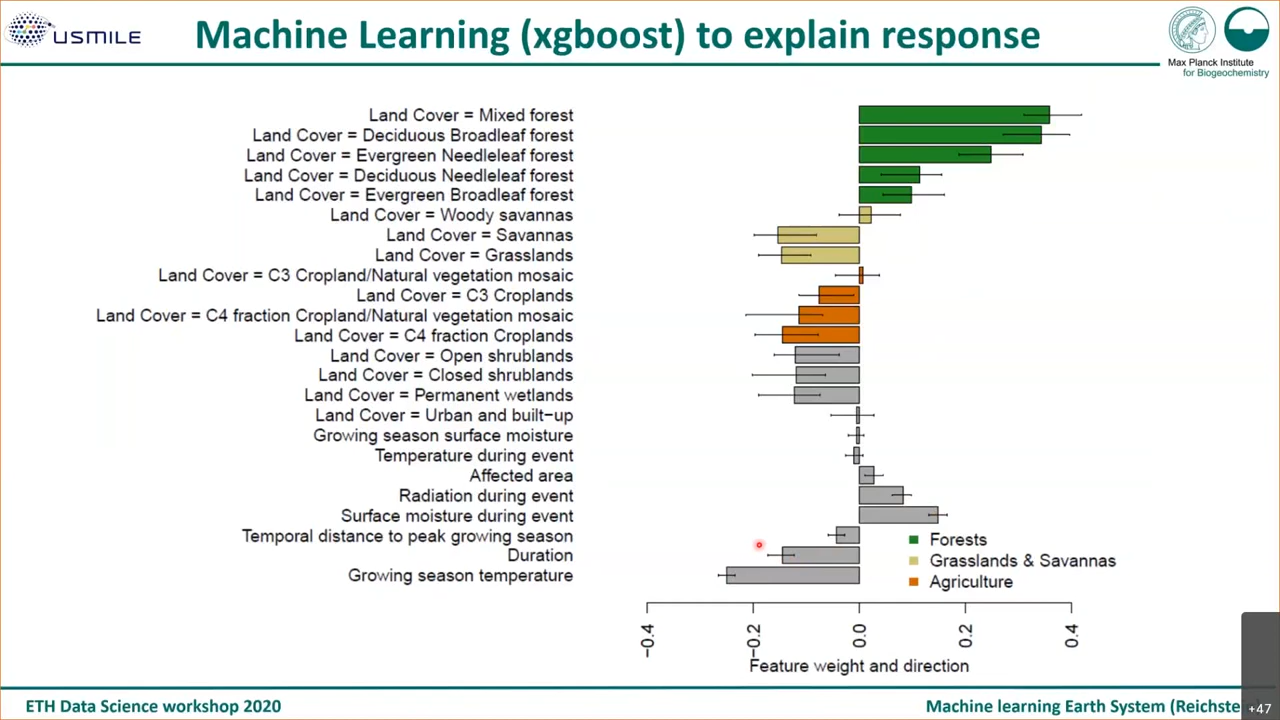 USMILE
Machine Learning (xgboost) to explain response
Max Planck Institute
for Biogeochemistry
Land Cover = Mixed forest
Land Cover = Deciduous Broadleaf forest
Land Cover = Evergreen Needleleaf forest
Land Cover = Deciduous Needleleaf forest
Land Cover = Evergreen Broadleaf forest
Land Cover = Woody savannas
Land Cover = Savannas
Land Cover = Grasslands
Land Cover = C3 Cropland/Natural vegetation mosaic
Land Cover = C3 Croplands
Land Cover = C4 fraction Cropland/Natural vegetation mosaic
Land Cover = C4 fraction Croplands
Land Cover = Open shrublands
Land Cover = Closed shrublands
Land Cover = Permanent wetlands
Land Cover = Urban and built−up
Growing season surface moisture
Temperature during event
Affected area
Radiation during event
Surface moisture during event
Temporal distance to peak growing season
Duration
Growing season temperature
Forests
Grasslands & Savannas
Agriculture
−0.4 −0.2 0.0 0.2 0.4
Feature weight and direction
ETH Data Science workshop 2020
Machine learning Earth System (Reichste
+47